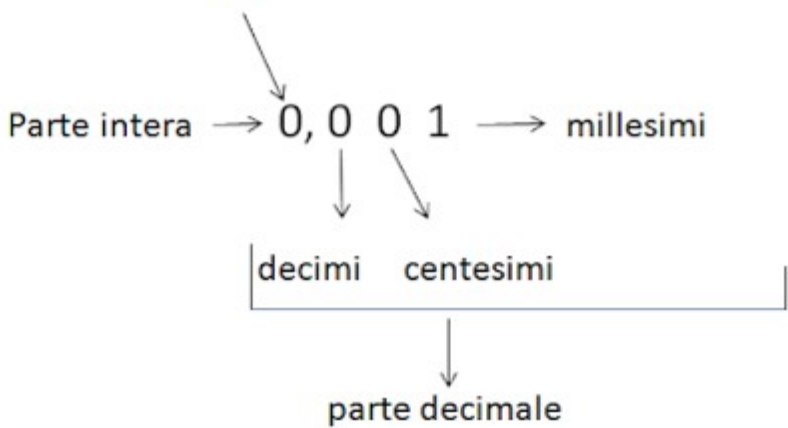 Parte intera → 0, 0 0 1 → millesimi
decimi centesimi
parte decimale